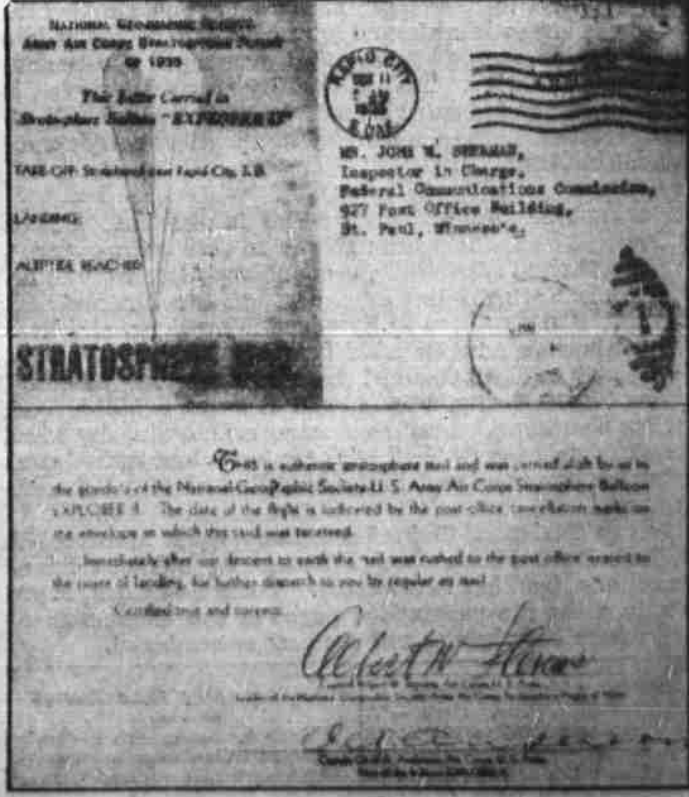 NATIONAL GEOGRAPHIC SOCIETY
ARMY AIR CORPS STRATOSPHERE FLIGHT
OF 1935
This Letter Carried in
Stratosphere Balloon "EXPLORER II"
TAKE-OFF: Stratobowl near Rapid City, S.D.
LANDING:
ALTITUDE REACHED
STRATOSPHERE MAIL
RAPID CITY
11
1935
S. DAK.
MR. JOHN M. SHERMAN,
Inspector in Charge,
Federal Communications Commission,
927 Post Office Building,
St. Paul, Minnesota.
This is authentic stratosphere mail and was carried aloft by us in
the gondola of the National Geographic Society-U. S. Army Air Corps Stratosphere Balloon
EXPLORER II. The date of the flight is indicated by the post office cancellation marks on
the envelope in which this card was received.
Immediately after our descent to earth the mail was rushed to the post office nearest to
the point of landing, for further dispatch to you by regular air mail.
Certified true and correct:
Albert W Stevens